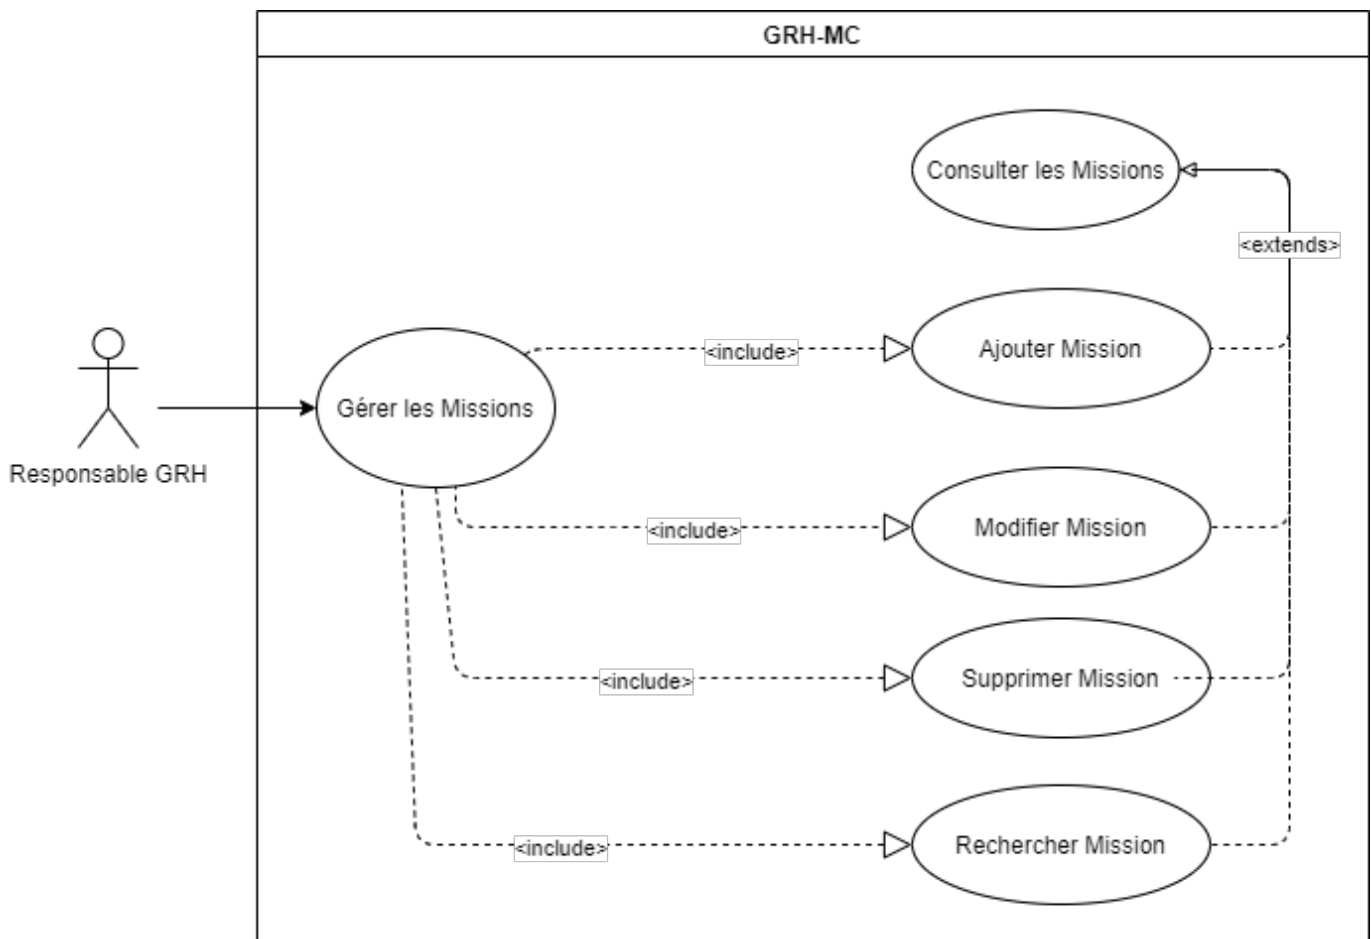 GRH-MC
Consulter les Missions
<extends>
<include>
Ajouter Mission
Gérer les Missions
Responsable GRH
<include>
Modifier Mission
<include>
Supprimer Mission
<include>
Rechercher Mission